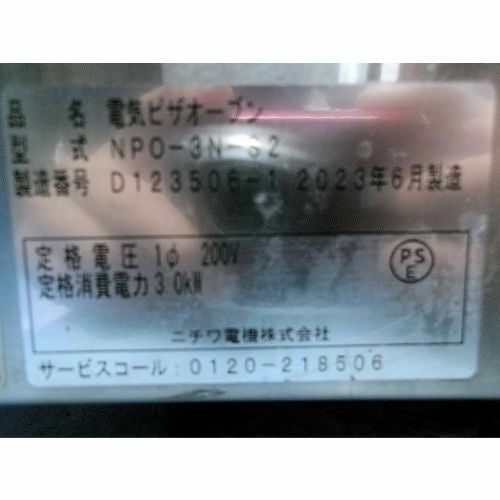 品 名 電気ピザオーブン
型 式 NPO-3N-S2
製造番号 D123506-1 2023年6月製造
定格電圧 1φ 200V
定格消費電力 3.0kW
PS
E
ニチワ電機株式会社
サービスコール:0120-218506